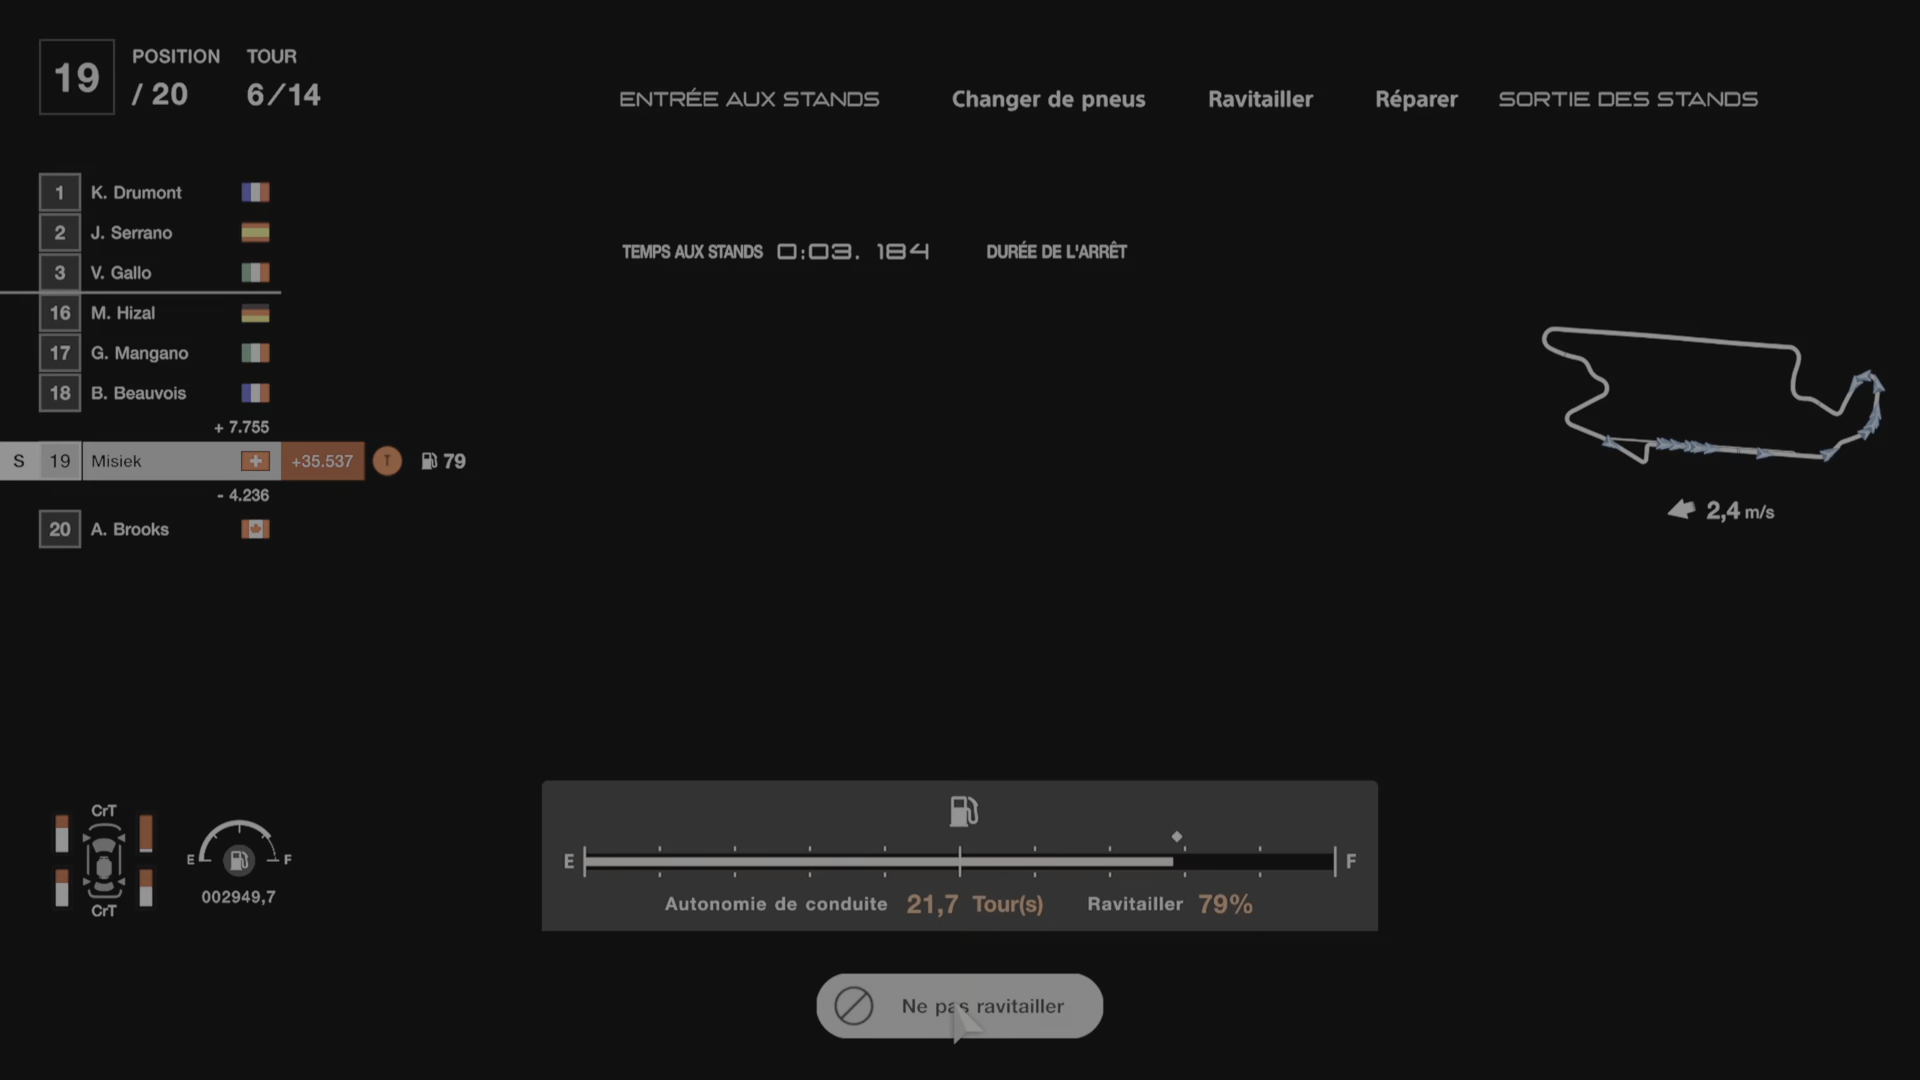 19
POSITION
/ 20
TOUR
6/14
ENTRÉE AUX STANDS
Changer de pneus
Ravitailler
Réparer
SORTIE DES STANDS
TEMPS AUX STANDS 0:03. 184
DURÉE DE L'ARRÊT
1 K. Drumont
2 J. Serrano
3 V. Gallo
16 M. Hizal
17 G. Mangano
18 B. Beauvois
+ 7.755
S 19 Misiek +35.537 T 79
- 4.236
20 A. Brooks
2,4 m/s
CrT
CrT
E F
002949,7
E F
Autonomie de conduite 21,7 Tour(s) Ravitailler 79%
Ne pas ravitailler